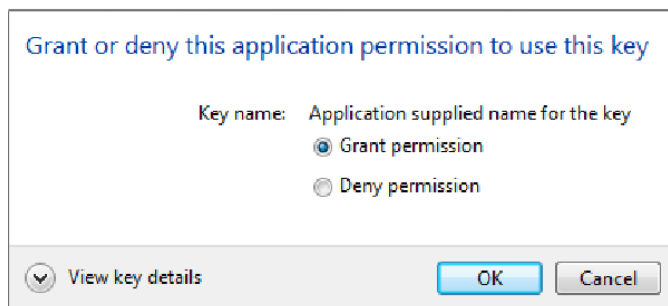 Grant or deny this application permission to use this key
Key name: Application supplied name for the key
Grant permission
Deny permission
View key details OK Cancel